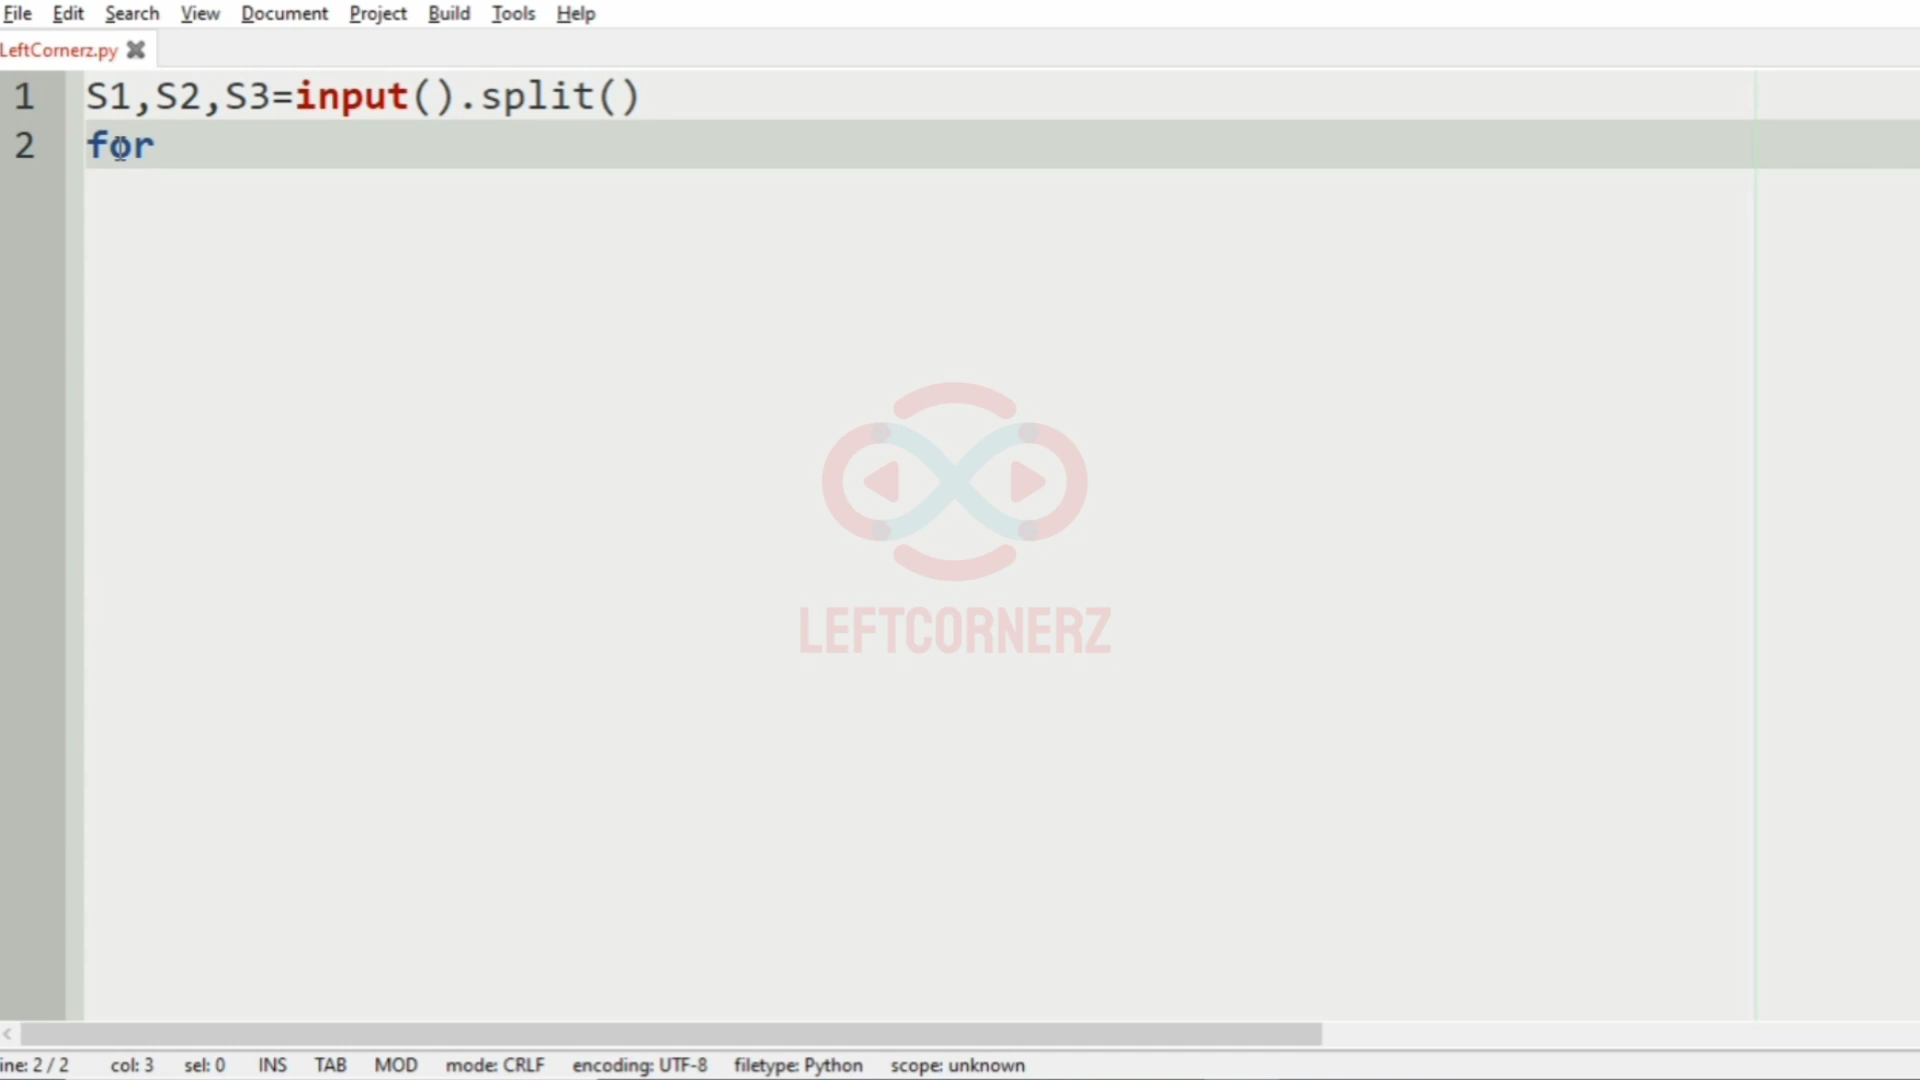 File Edit Search View Document Project Build Tools Help
LeftCornerz.py
1 S1,S2,S3=input().split()
2 for
LEFTCORNERZ
ine: 2 / 2 col: 3 sel: 0 INS TAB MOD mode: CRLF encoding: UTF-8 filetype: Python scope: unknown